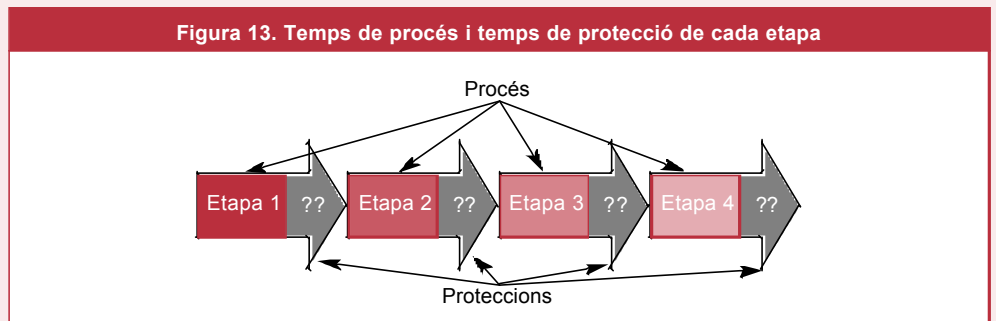 Figura 13. Temps de procés i temps de protecció de cada etapa
Procés
Etapa 1 ?? Etapa 2 ?? Etapa 3 ?? Etapa 4 ??
Proteccions